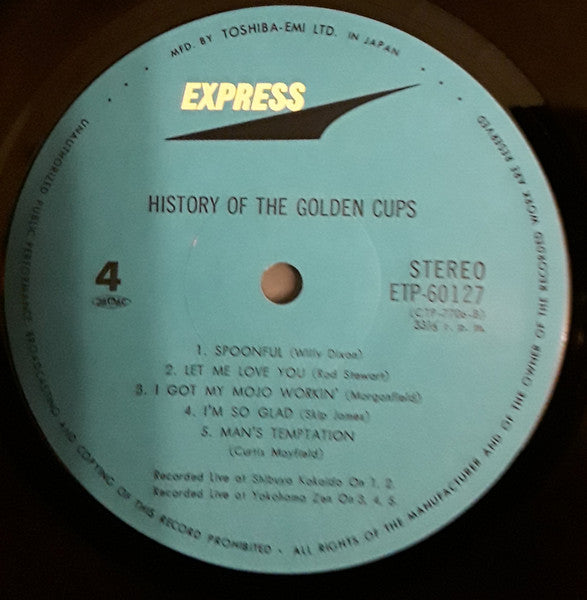 MFD. BY TOSHIBA-EMI LTD. IN JAPAN
EXPRESS
HISTORY OF THE GOLDEN CUPS
4
STEREO
ETP-60127
(CTP-7706-B)
33⅓ r. p. m.
1. SPOONFUL (Willy Dixon)
2. LET ME LOVE YOU (Rod Stewart)
3. I GOT MY MOJO WORKIN' (Morganfield)
4. I'M SO GLAD (Skip James)
5. MAN'S TEMPTATION
(Curtis Mayfield)
Recorded Live at Shibuya Kokaido On 1, 2.
Recorded Live at Yokohama Zen On 3, 4, 5.
UNAUTHORIZED PUBLIC PERFORMANCE BROADCASTING AND COPYING OF THIS RECORD PROHIBITED · ALL RIGHTS OF THE MANUFACTURER AND OF THE OWNER OF THE RECORDED WORK ARE RESERVED